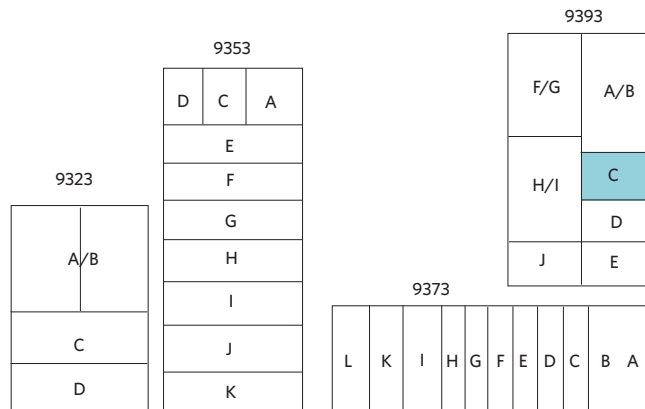 9393
9353
F/G
A/B
D C A
E
F
C
9323
H/I
G
D
A/B
H
J E
9373
I
C
J
L K I H G F E D C B A
D
K